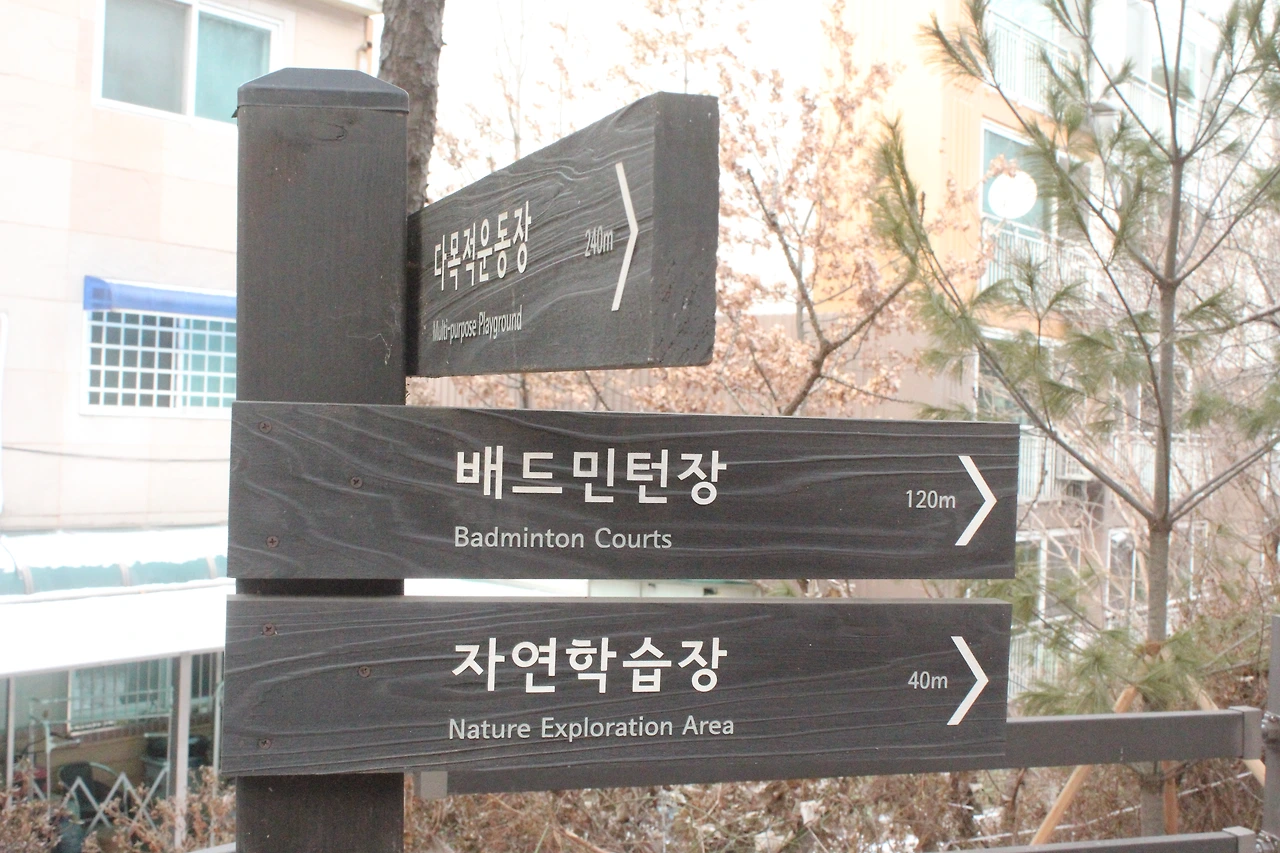 다목적운동장
240m
Multi-purpose Playground
배드민턴장
120m
Badminton Courts
자연학습장
40m
Nature Exploration Area